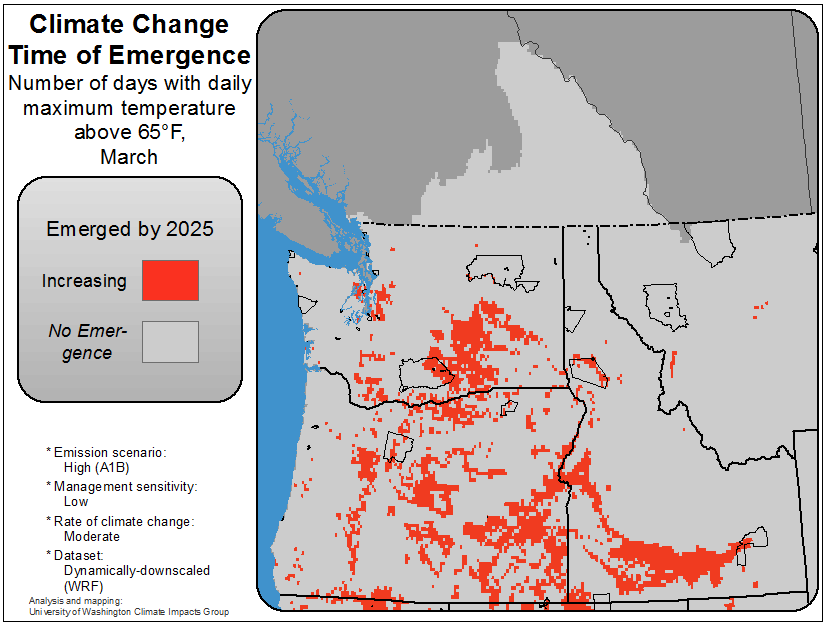 Climate Change
Time of Emergence
Number of days with daily
maximum temperature
above 65°F,
March
Emerged by 2025
Increasing
No Emer-
gence
* Emission scenario:
High (A1B)
* Management sensitivity:
Low
* Rate of climate change:
Moderate
* Dataset:
Dynamically-downscaled
(WRF)
Analysis and mapping:
University of Washington Climate Impacts Group